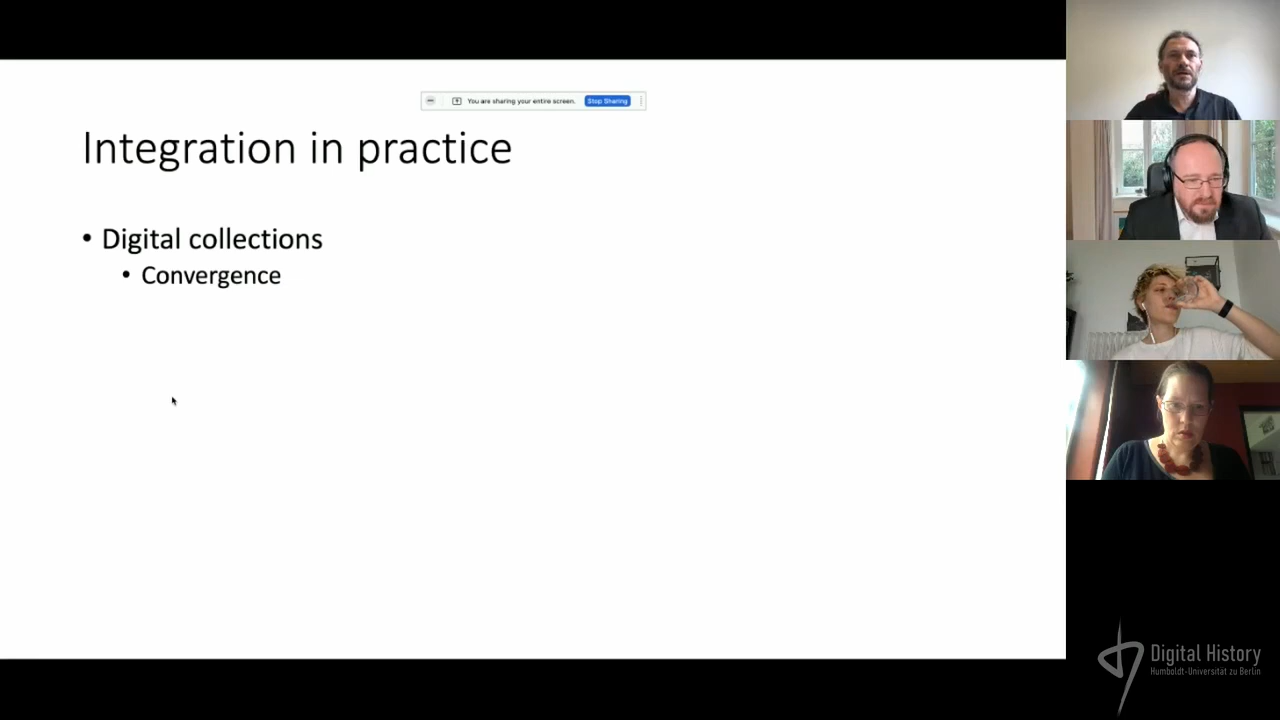 You are sharing your entire screen. Stop Sharing
Integration in practice
• Digital collections
• Convergence
Digital History
Humboldt-Universität zu Berlin